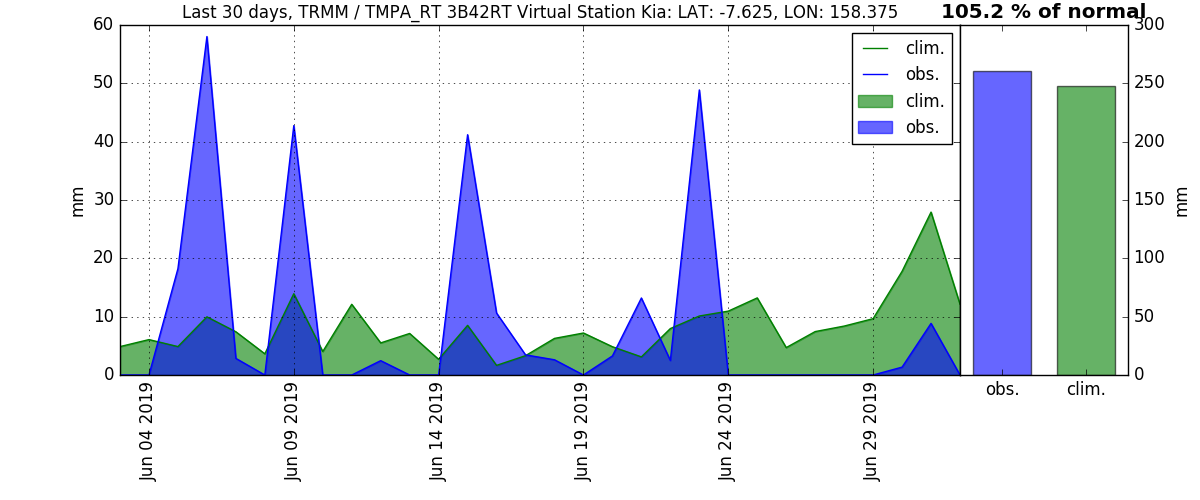 Last 30 days, TRMM / TMPA_RT 3B42RT Virtual Station Kia: LAT: -7.625, LON: 158.375
105.2 % of normal
60
50
40
30
20
10
0
mm
clim.
obs.
clim.
obs.
300
250
200
150
100
50
0
mm
Jun 04 2019
Jun 09 2019
Jun 14 2019
Jun 19 2019
Jun 24 2019
Jun 29 2019
obs.
clim.